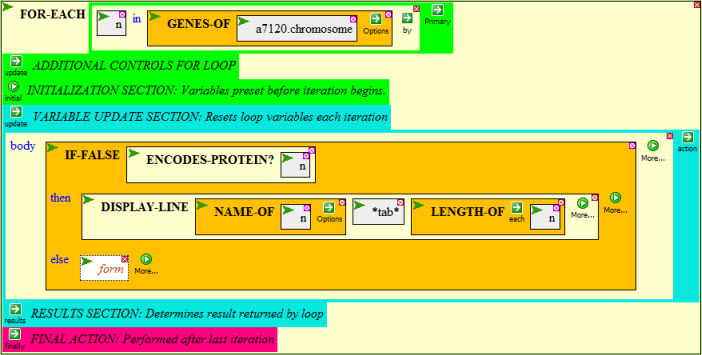 FOR-EACH n in GENES-OF a7120.chromosome Options by Primary
update ADDITIONAL CONTROLS FOR LOOP
initial INITIALIZATION SECTION: Variables preset before iteration begins.
update VARIABLE UPDATE SECTION: Resets loop variables each iteration
body IF-FALSE ENCODES-PROTEIN? n More... action
then DISPLAY-LINE NAME-OF n Options *tab* LENGTH-OF each n More... More...
else form More...
results RESULTS SECTION: Determines result returned by loop
finally FINAL ACTION: Performed after last iteration